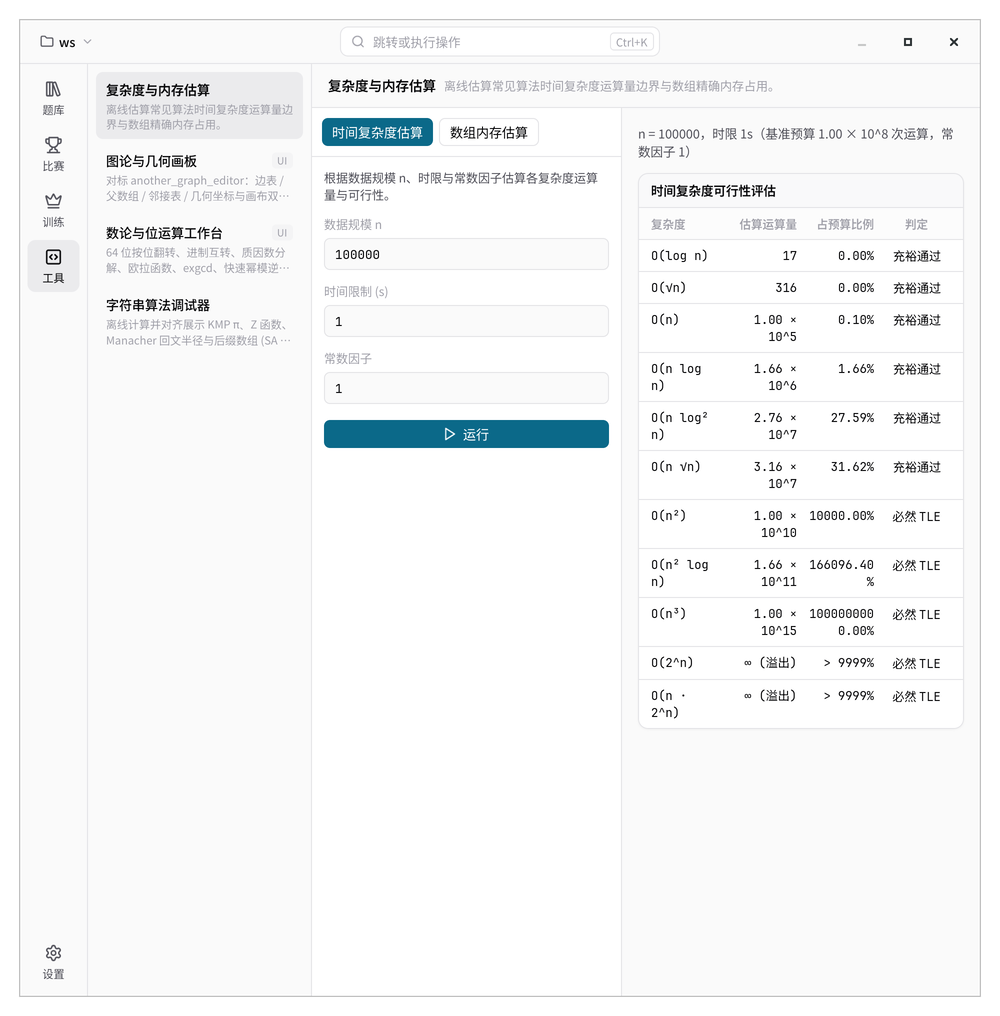 ws
跳转或执行操作
Ctrl+K
题库
比赛
训练
工具
设置
复杂度与内存估算
离线估算常见算法时间复杂度运算量边
界与数组精确内存占用。
图论与几何画板
UI
对标 another_graph_editor：边表 /
父数组 / 邻接表 / 几何坐标与画布双…
数论与位运算工作台
UI
64 位按位翻转、进制互转、质因数分
解、欧拉函数、exgcd、快速幂模逆…
字符串算法调试器
离线计算并对齐展示 KMP π、Z 函数、
Manacher 回文半径与后缀数组 (SA …
复杂度与内存估算
离线估算常见算法时间复杂度运算量边界与数组精确内存占用。
时间复杂度估算
数组内存估算
根据数据规模 n、时限与常数因子估算各复杂度运算
量与可行性。
数据规模 n
100000
时间限制 (s)
1
常数因子
1
运行
n = 100000，时限 1s（基准预算 1.00 × 10^8 次运算，常
数因子 1）
时间复杂度可行性评估
复杂度 估算运算量 占预算比例 判定
O(log n) 17 0.00% 充裕通过
O(√n) 316 0.00% 充裕通过
O(n) 1.00 × 0.10% 充裕通过
10^5
O(n log 1.66 × 1.66% 充裕通过
n) 10^6
O(n log² 2.76 × 27.59% 充裕通过
n) 10^7
O(n √n) 3.16 × 31.62% 充裕通过
10^7
O(n²) 1.00 × 10000.00% 必然 TLE
10^10
O(n² log 1.66 × 166096.40 必然 TLE
n) 10^11 %
O(n³) 1.00 × 100000000 必然 TLE
10^15 0.00%
O(2^n) ∞ (溢出) > 9999% 必然 TLE
O(n · ∞ (溢出) > 9999% 必然 TLE
2^n)